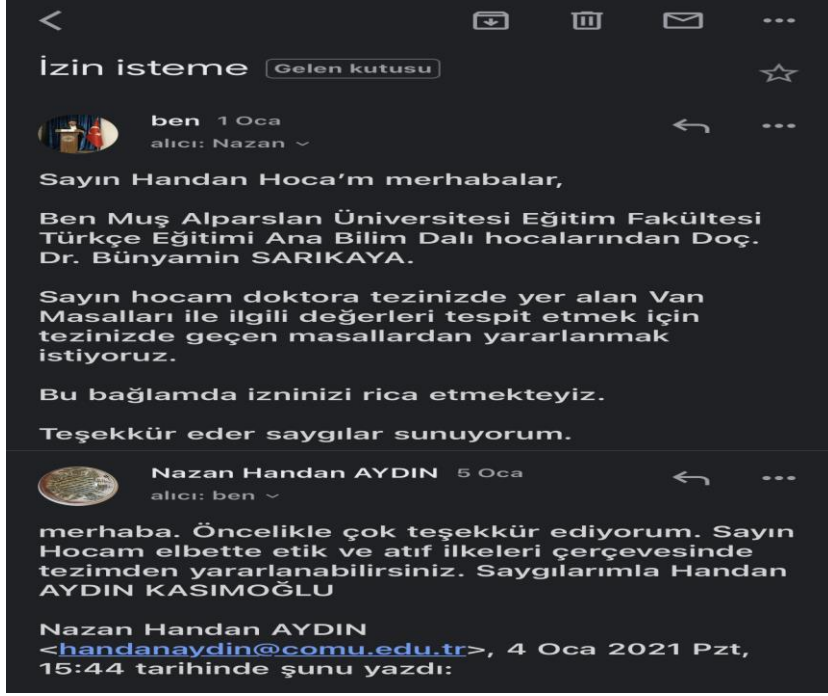 İzin isteme Gelen kutusu
ben 1 Oca
alıcı: Nazan
Sayın Handan Hoca'm merhabalar,
Ben Muş Alparslan Üniversitesi Eğitim Fakültesi
Türkçe Eğitimi Ana Bilim Dalı hocalarından Doç.
Dr. Bünyamin SARIKAYA.
Sayın hocam doktora tezinizde yer alan Van
Masalları ile ilgili değerleri tespit etmek için
tezinizde geçen masallardan yararlanmak
istiyoruz.
Bu bağlamda izninizi rica etmekteyiz.
Teşekkür eder saygılar sunuyorum.
Nazan Handan AYDIN 5 Oca
alıcı: ben
merhaba. Öncelikle çok teşekkür ediyorum. Sayın
Hocam elbette etik ve atıf ilkeleri çerçevesinde
tezimden yararlanabilirsiniz. Saygılarımla Handan
AYDIN KASIMOĞLU
Nazan Handan AYDIN
<handanaydin@comu.edu.tr>, 4 Oca 2021 Pzt,
15:44 tarihinde şunu yazdı: